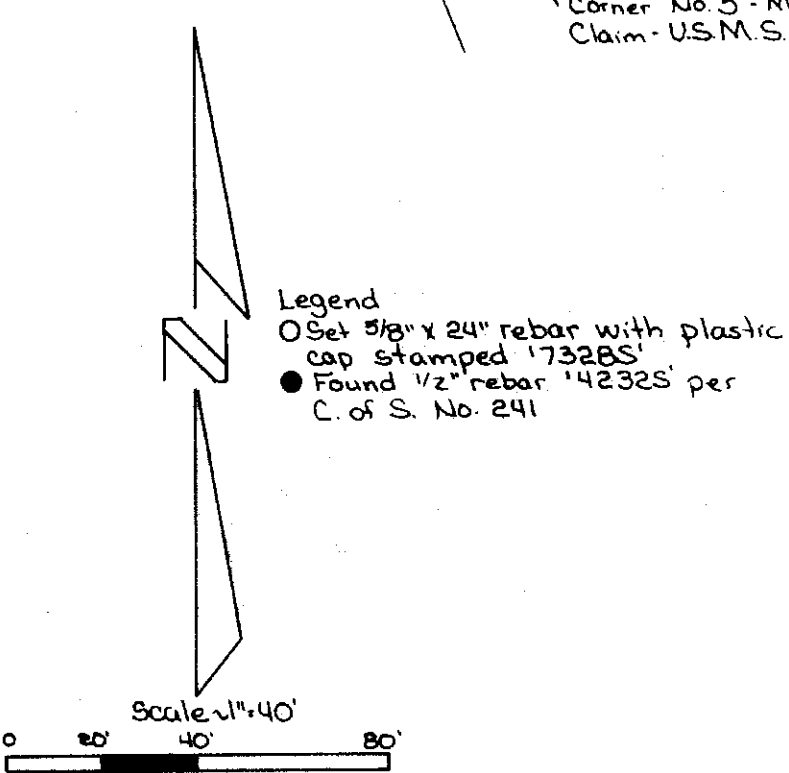 Corner No. 5 -
Claim - U.S.M.S.
N
Legend
O Set 5/8" x 24" rebar with plastic
cap stamped '7328S'
● Found 1/2" rebar '4232S' per
C. of S. No. 241
Scale ~ 1"=40'
0 20' 40' 80'